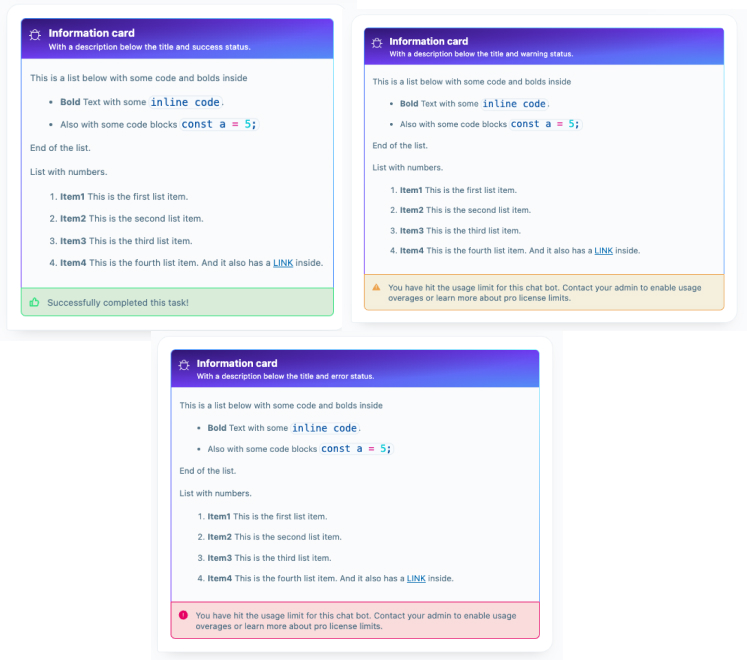 Information card
With a description below the title and success status.
This is a list below with some code and bolds inside
• Bold Text with some inline code.
• Also with some code blocks const a = 5;
End of the list.
List with numbers.
1. Item1 This is the first list item.
2. Item2 This is the second list item.
3. Item3 This is the third list item.
4. Item4 This is the fourth list item. And it also has a LINK inside.
Successfully completed this task!
Information card
With a description below the title and warning status.
This is a list below with some code and bolds inside
• Bold Text with some inline code.
• Also with some code blocks const a = 5;
End of the list.
List with numbers.
1. Item1 This is the first list item.
2. Item2 This is the second list item.
3. Item3 This is the third list item.
4. Item4 This is the fourth list item. And it also has a LINK inside.
You have hit the usage limit for this chat bot. Contact your admin to enable usage
overages or learn more about pro license limits.
Information card
With a description below the title and error status.
This is a list below with some code and bolds inside
• Bold Text with some inline code.
• Also with some code blocks const a = 5;
End of the list.
List with numbers.
1. Item1 This is the first list item.
2. Item2 This is the second list item.
3. Item3 This is the third list item.
4. Item4 This is the fourth list item. And it also has a LINK inside.
You have hit the usage limit for this chat bot. Contact your admin to enable usage
overages or learn more about pro license limits.